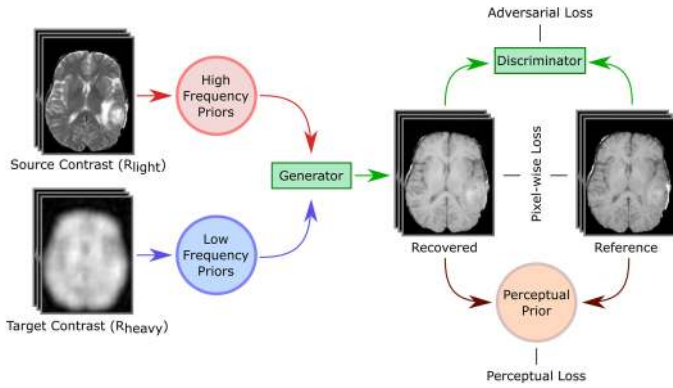 Adversarial Loss
Discriminator
High
Frequency
Priors
Source Contrast (Rlight)
Generator
Pixel-wise Loss
Low
Frequency
Priors
Recovered
Reference
Target Contrast (Rheavy)
Perceptual
Prior
Perceptual Loss